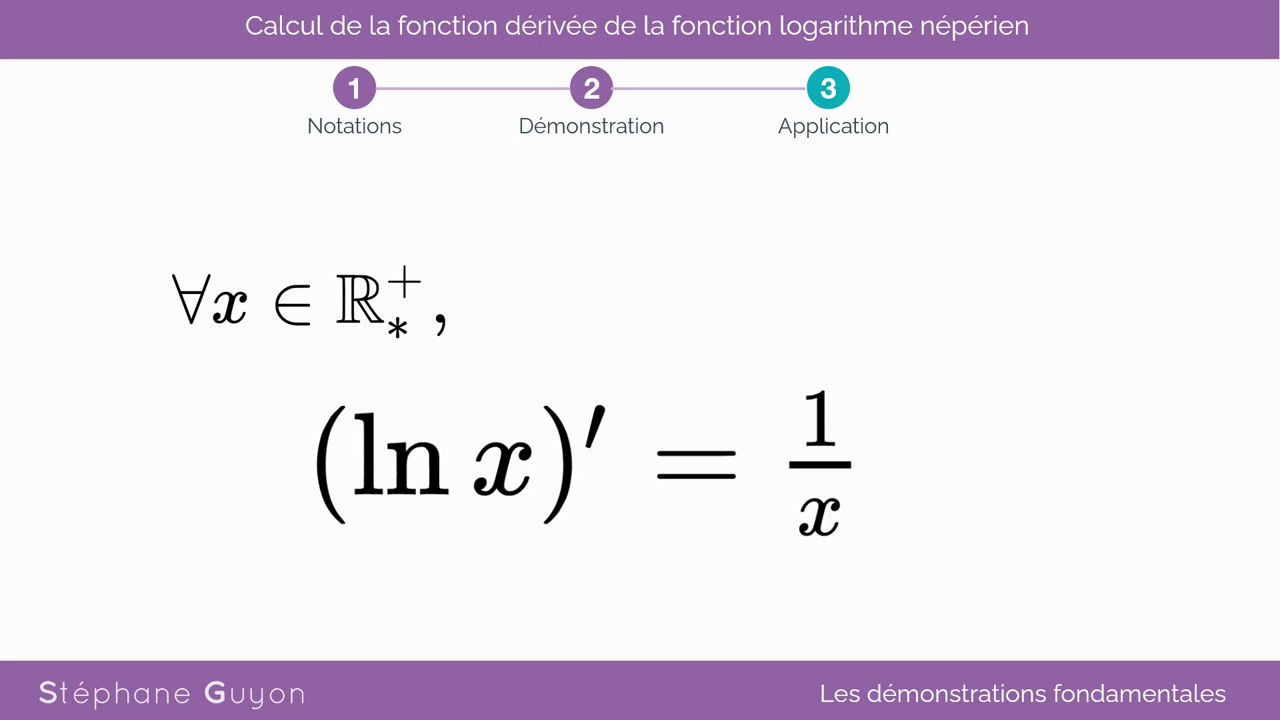 Calcul de la fonction dérivée de la fonction logarithme népérien
1 2 3
Notations Démonstration Application
∀x ∈ ℝ₊*,
(ln x)′ = 1/x
Stéphane Guyon
Les démonstrations fondamentales